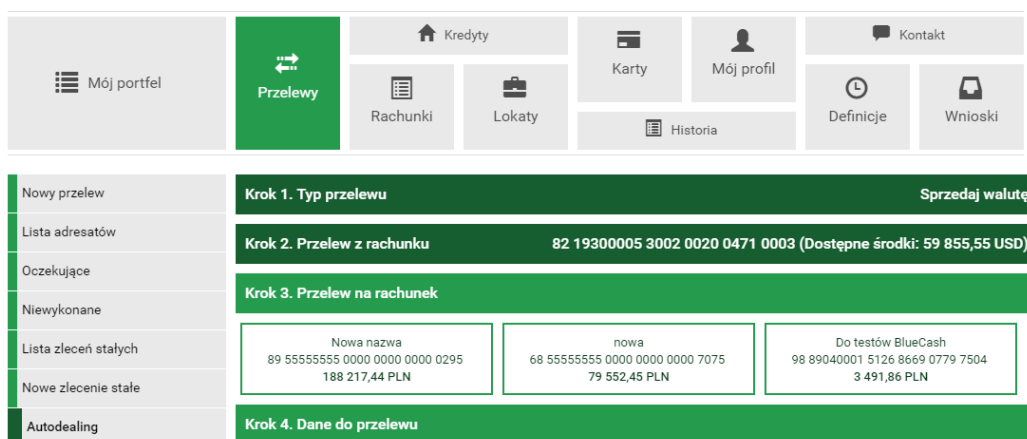 Mój portfel
Przelewy
Kredyty
Rachunki
Lokaty
Karty
Mój profil
Historia
Kontakt
Definicje
Wnioski
Nowy przelew
Lista adresatów
Oczekujące
Niewykonane
Lista zleceń stałych
Nowe zlecenie stałe
Autodealing
Krok 1. Typ przelewu Sprzedaj walutę
Krok 2. Przelew z rachunku 82 19300005 3002 0020 0471 0003 (Dostępne środki: 59 855,55 USD)
Krok 3. Przelew na rachunek
Nowa nazwa
89 55555555 0000 0000 0000 0295
188 217,44 PLN
nowa
68 55555555 0000 0000 0000 7075
79 552,45 PLN
Do testów BlueCash
98 89040001 5126 8669 0779 7504
3 491,86 PLN
Krok 4. Dane do przelewu